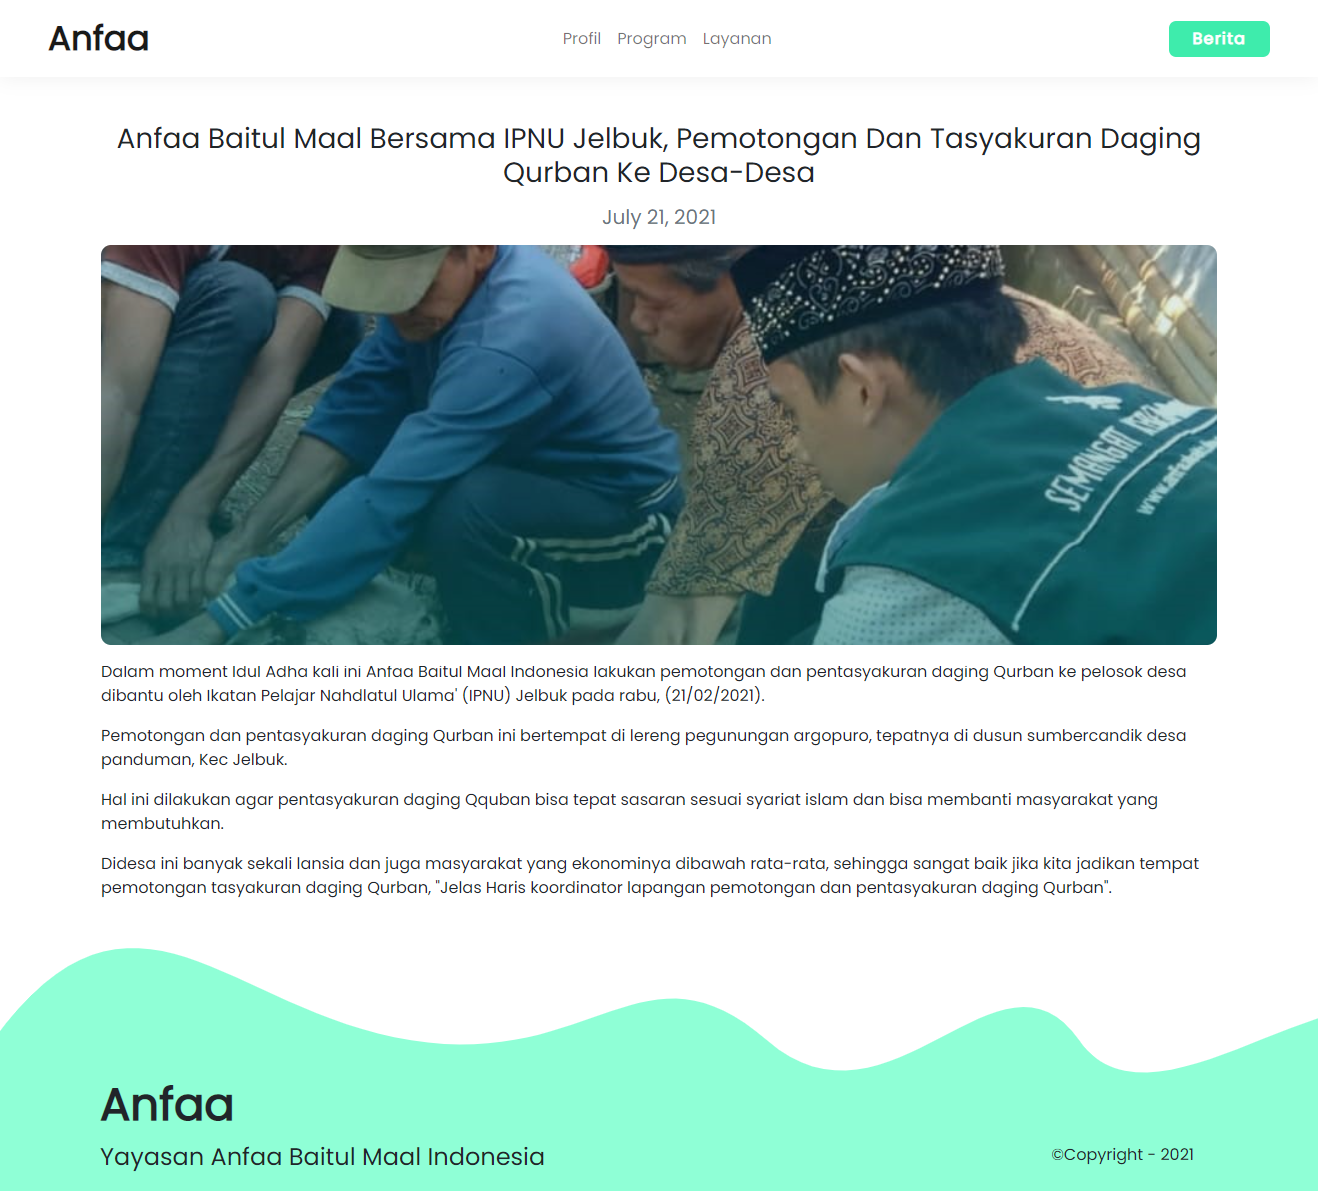 Anfaa
Profil Program Layanan
Berita
Anfaa Baitul Maal Bersama IPNU Jelbuk, Pemotongan Dan Tasyakuran Daging
Qurban Ke Desa-Desa
July 21, 2021
SEMANGAT
Dalam moment Idul Adha kali ini Anfaa Baitul Maal Indonesia lakukan pemotongan dan pentasyakuran daging Qurban ke pelosok desa
dibantu oleh Ikatan Pelajar Nahdlatul Ulama' (IPNU) Jelbuk pada rabu, (21/02/2021).
Pemotongan dan pentasyakuran daging Qurban ini bertempat di lereng pegunungan argopuro, tepatnya di dusun sumbercandik desa
panduman, Kec Jelbuk.
Hal ini dilakukan agar pentasyakuran daging Qquban bisa tepat sasaran sesuai syariat islam dan bisa membanti masyarakat yang
membutuhkan.
Didesa ini banyak sekali lansia dan juga masyarakat yang ekonominya dibawah rata-rata, sehingga sangat baik jika kita jadikan tempat
pemotongan tasyakuran daging Qurban, "Jelas Haris koordinator lapangan pemotongan dan pentasyakuran daging Qurban".
Anfaa
Yayasan Anfaa Baitul Maal Indonesia
©Copyright - 2021